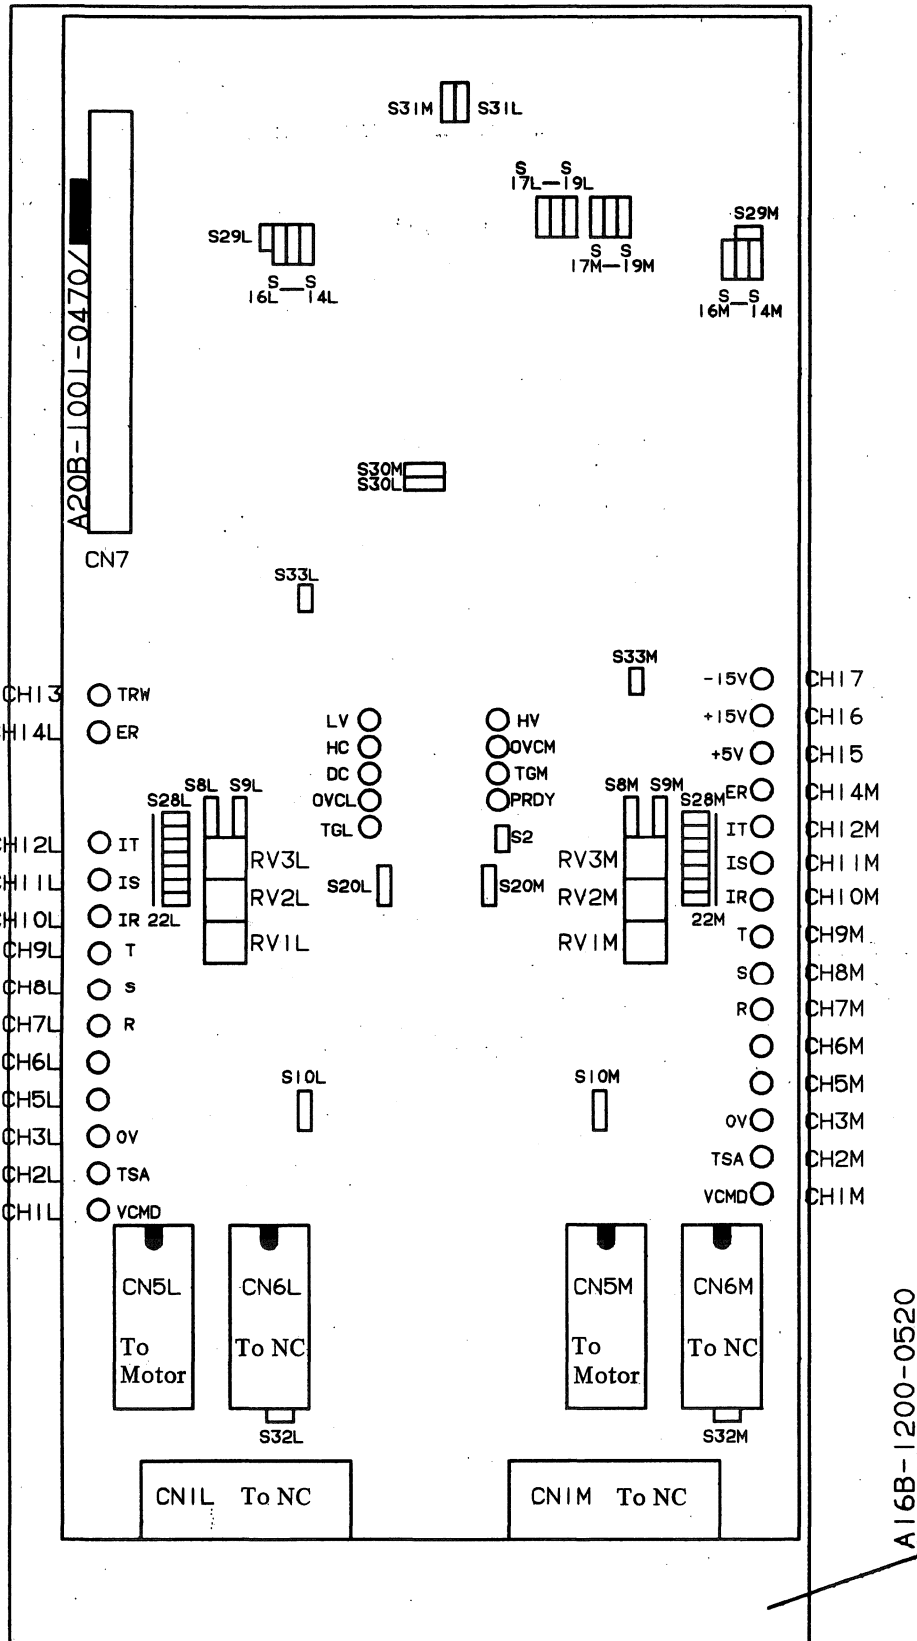 S31M S31L
S S
17L—19L
S29L
S S
16L—14L
S S
17M—19M
S29M
S S
16M—14M
A20B-1001-0470/
CN7
S30M
S30L
S33L
S33M
CH13 TRW
CH14L ER
CH12L IT
CH11L IS
CH10L IR
CH9L T
CH8L S
CH7L R
CH6L
CH5L
CH3L 0V
CH2L TSA
CH1L VCMD
LV
HC
DC
OVCL
TGL
HV
OVCM
TGM
PRDY
S2
S28L
22L
S8L S9L
RV3L
RV2L
RV1L
S20L
S20M
S8M S9M
S28M
22M
RV3M
RV2M
RV1M
-15V CH17
+15V CH16
+5V CH15
ER CH14M
IT CH12M
IS CH11M
IR CH10M
T CH9M
S CH8M
R CH7M
CH6M
CH5M
0V CH3M
TSA CH2M
VCMD CH1M
S10L
S10M
CN5L
To
Motor
CN6L
To NC
S32L
CN5M
To
Motor
CN6M
To NC
S32M
CN1L To NC
CN1M To NC
A16B-1200-0520